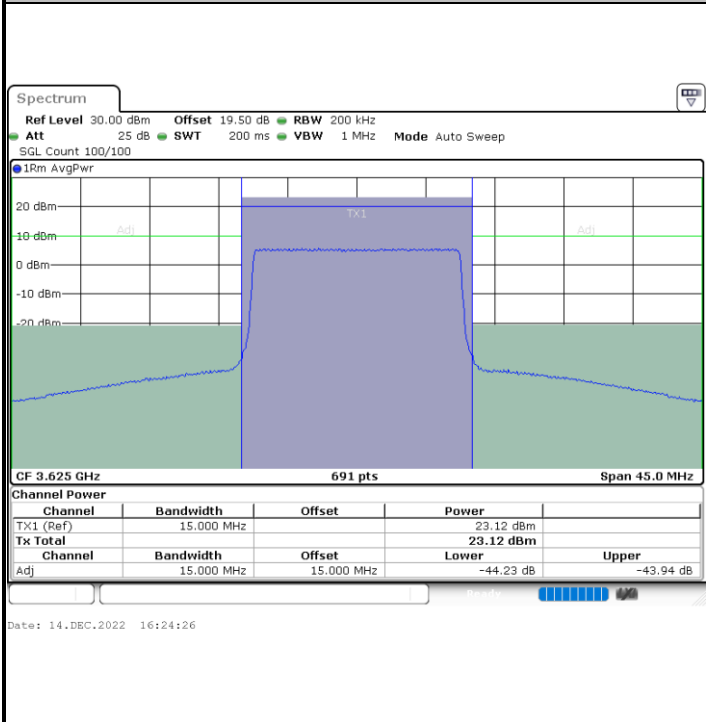 Spectrum
Ref Level 30.00 dBm Offset 19.50 dB RBW 200 kHz
Att 25 dB SWT 200 ms VBW 1 MHz Mode Auto Sweep
SGL Count 100/100
1Rm AvgPwr
20 dBm
TX1
Adj Adj
10 dBm
0 dBm
-10 dBm
-20 dBm
CF 3.625 GHz 691 pts Span 45.0 MHz
Channel Power
Channel Bandwidth Offset Power
TX1 (Ref) 15.000 MHz 23.12 dBm
Tx Total 23.12 dBm
Channel Bandwidth Offset Lower Upper
Adj 15.000 MHz 15.000 MHz -44.23 dB -43.94 dB
Ready
Date: 14.DEC.2022 16:24:26